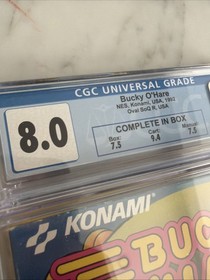 CGC UNIVERSAL GRADE
8.0
Bucky O'Hare
NES, Konami, USA, 1992
Oval SoQ R, USA
COMPLETE IN BOX
Box: Cart: Manual:
7.5 9.4 7.5
KONAMI
BUC